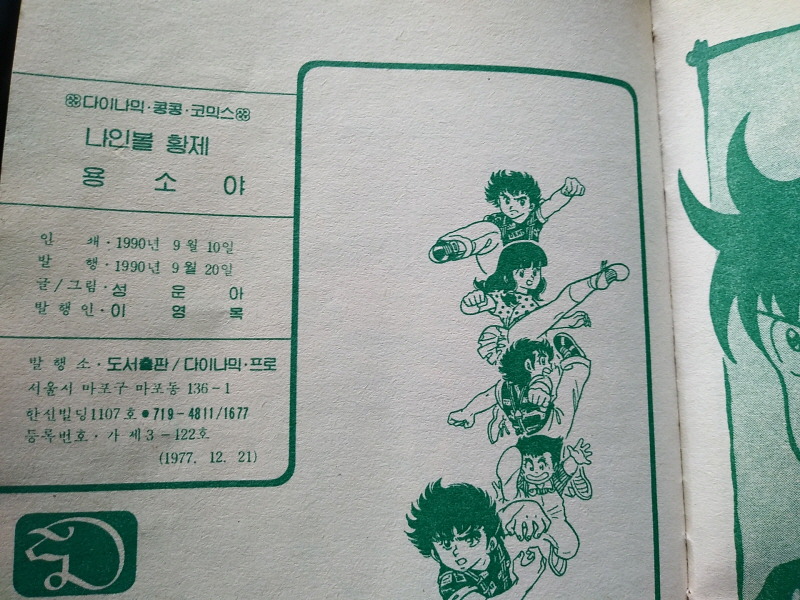 다이나믹·콩콩·코믹스
나인볼 황제
용소야
인쇄·1990년 9월 10일
발행·1990년 9월 20일
글/그림·성운아
발행인·이영목
발행소·도서출판/다이나믹·프로
서울시 마포구 마포동 136-1
한신빌딩1107호●719-4811/1677
등록번호·가 제3-122호
(1977. 12. 21)